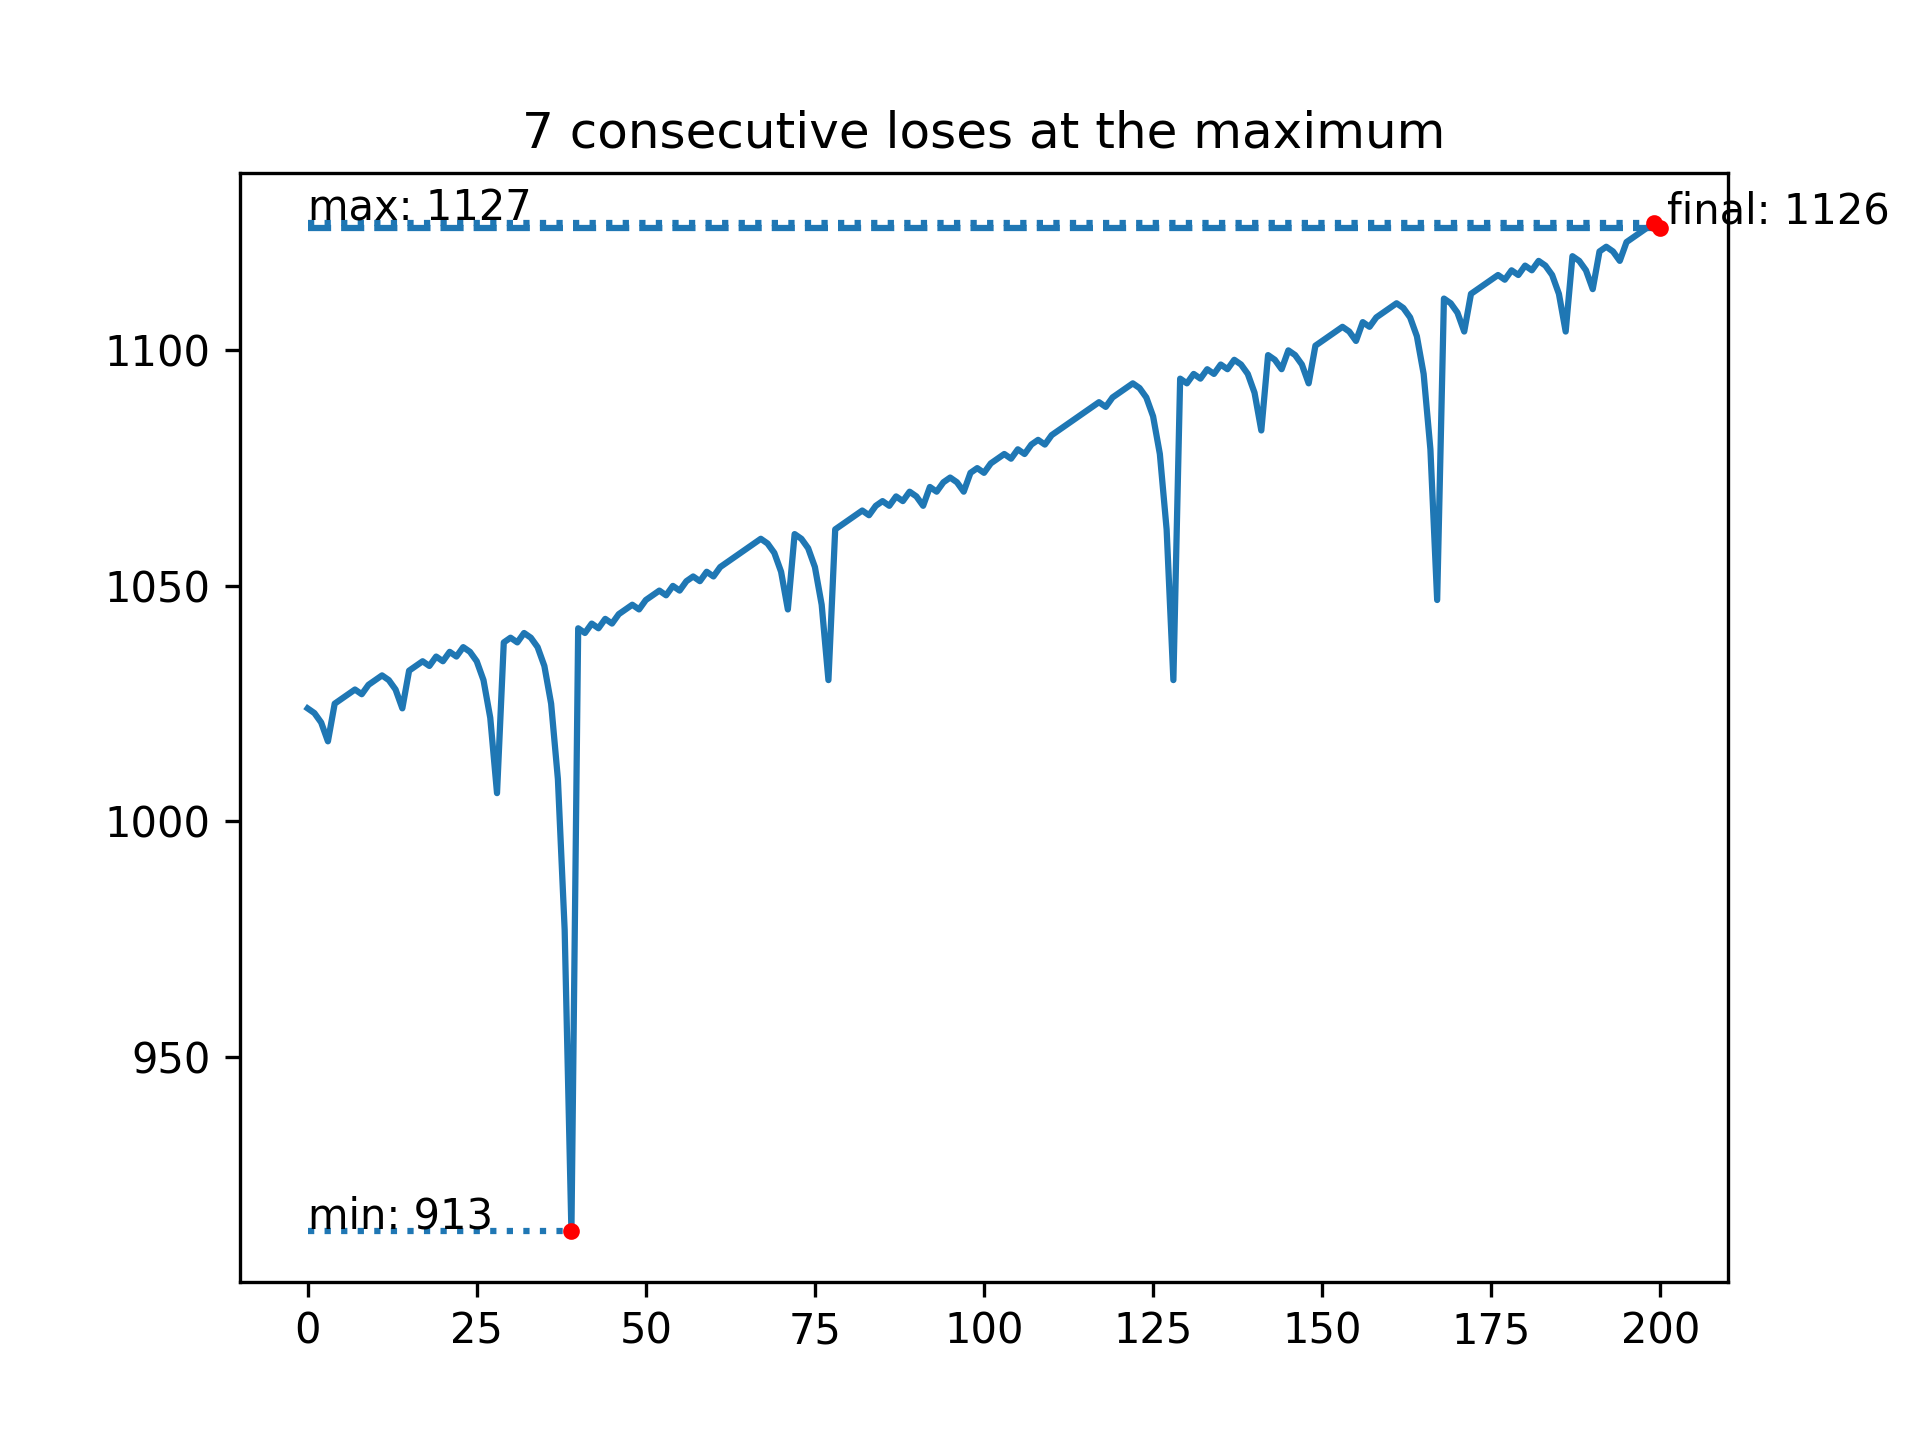 7 consecutive loses at the maximum
max: 1127
final: 1126
1100
1050
1000
950
min: 913
0 25 50 75 100 125 150 175 200